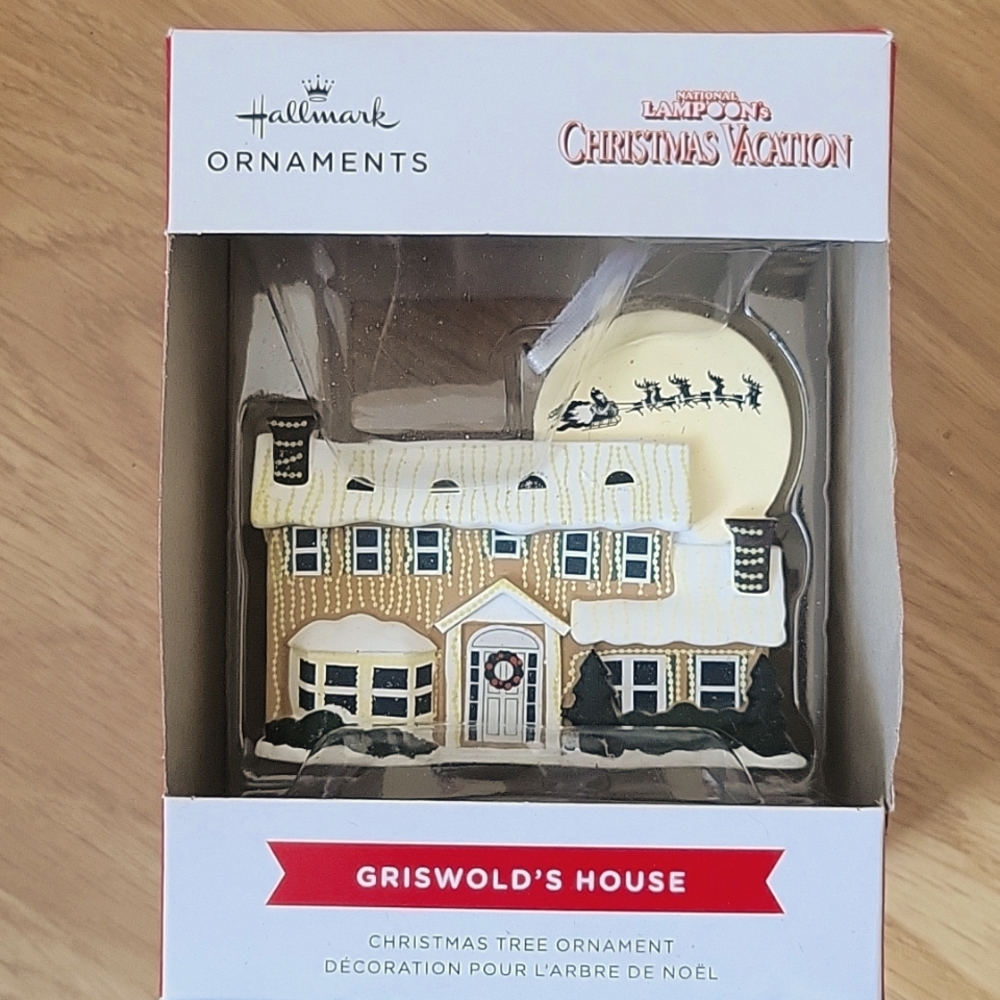 Hallmark
ORNAMENTS
NATIONAL
LAMPOON's
CHRISTMAS VACATION
GRISWOLD'S HOUSE
CHRISTMAS TREE ORNAMENT
DÉCORATION POUR L'ARBRE DE NOËL